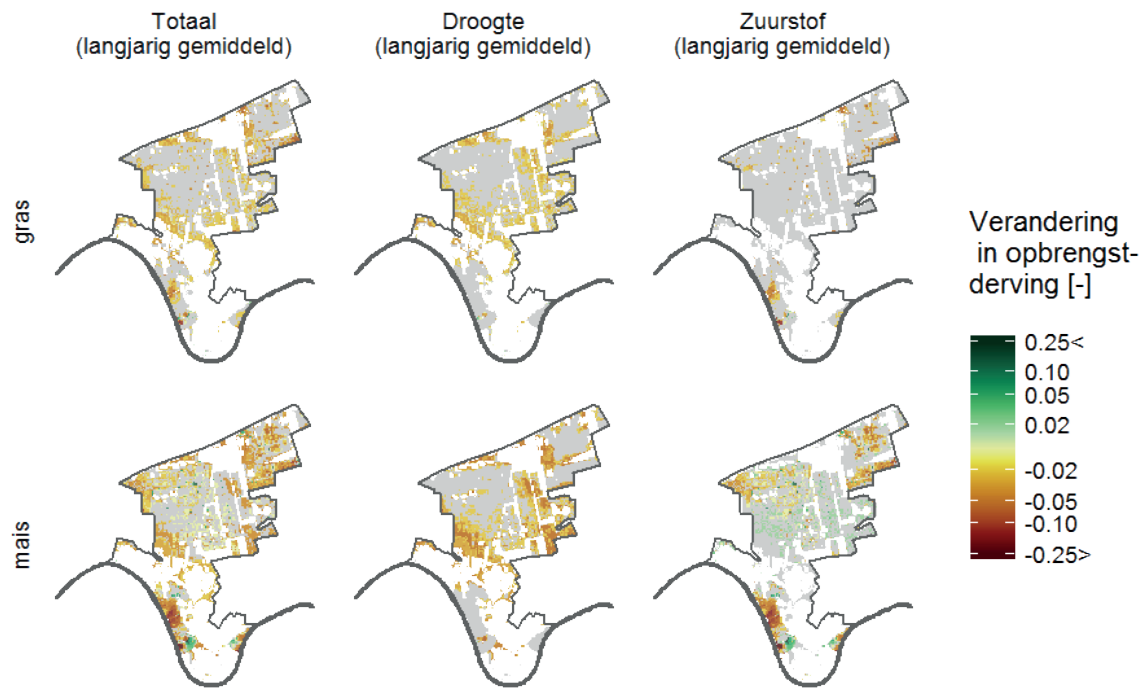 Totaal
(langjarig gemiddeld)
Droogte
(langjarig gemiddeld)
Zuurstof
(langjarig gemiddeld)
gras
mais
Verandering
in opbrengst-
derving [-]
0.25<
0.10
0.05
0.02
-0.02
-0.05
-0.10
-0.25>